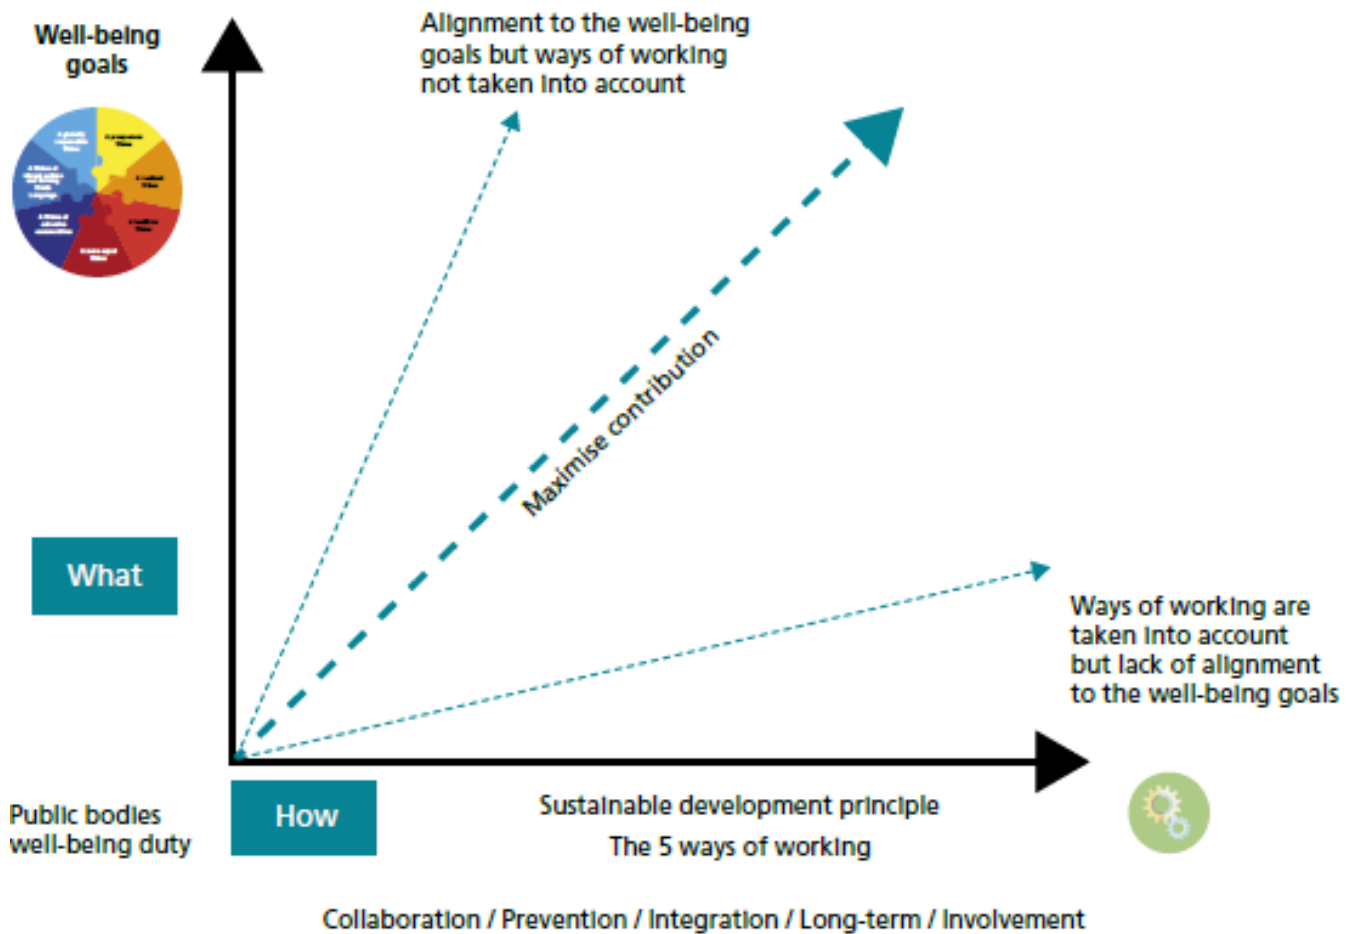 Well-being
goals
Alignment to the well-being
goals but ways of working
not taken into account
Maximise contribution
What
Ways of working are
taken into account
but lack of alignment
to the well-being goals
Public bodies
well-being duty
How
Sustainable development principle
The 5 ways of working
Collaboration / Prevention / Integration / Long-term / Involvement